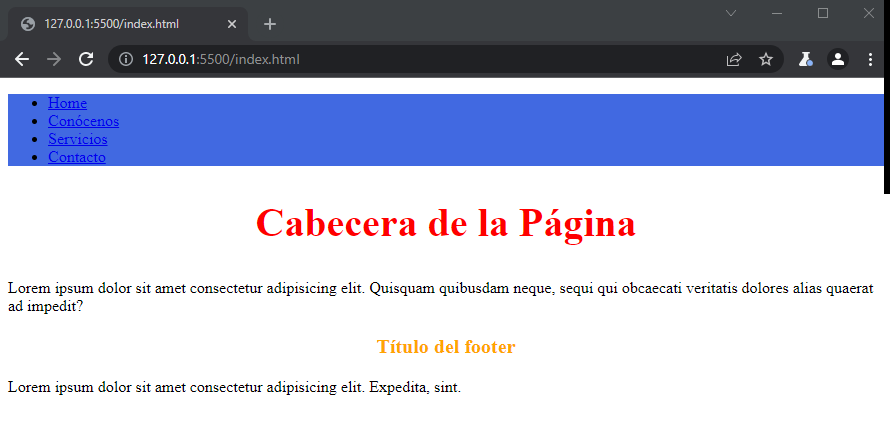 127.0.0.1:5500/index.html
127.0.0.1:5500/index.html
Home
Conócenos
Servicios
Contacto
Cabecera de la Página
Lorem ipsum dolor sit amet consectetur adipisicing elit. Quisquam quibusdam neque, sequi qui obcaecati veritatis dolores alias quaerat
ad impedit?
Título del footer
Lorem ipsum dolor sit amet consectetur adipisicing elit. Expedita, sint.